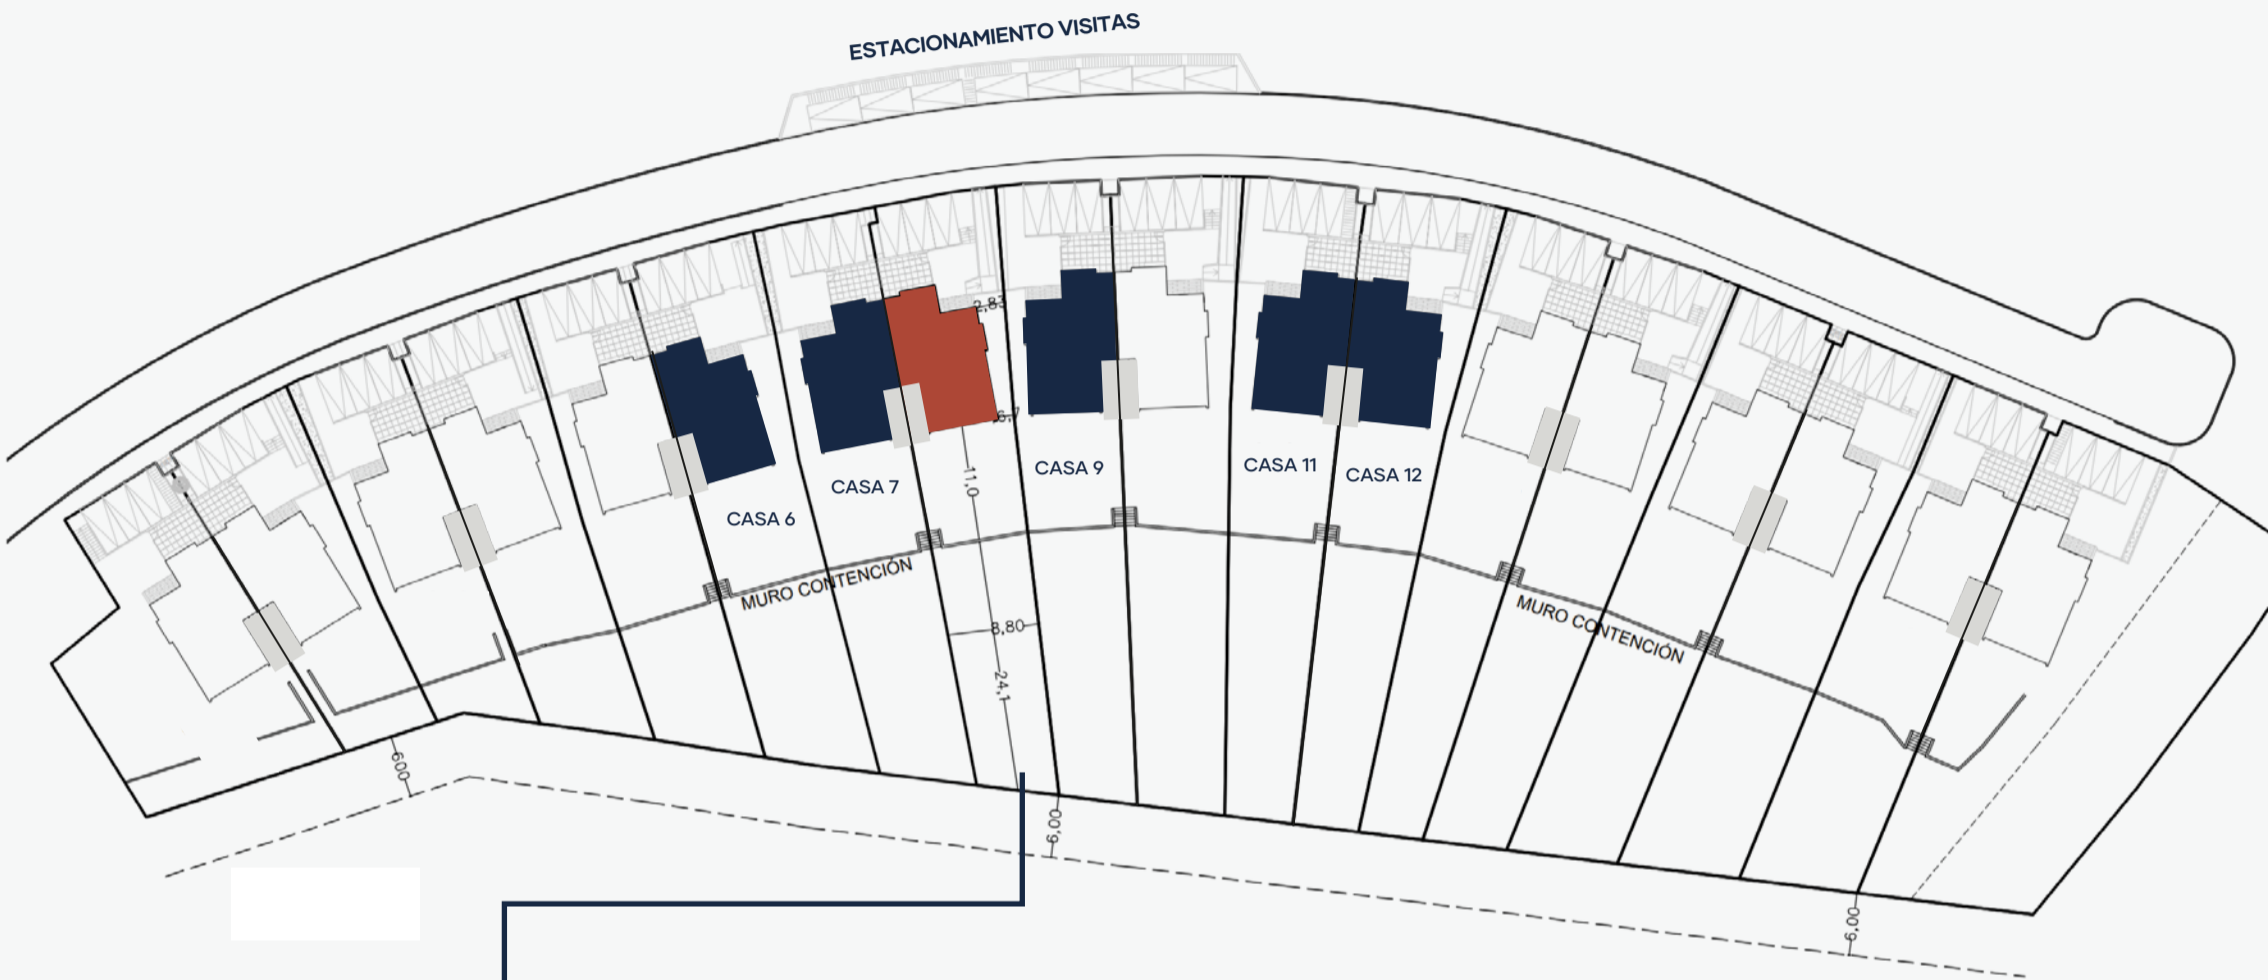 ESTACIONAMIENTO VISITAS
2,83
6,7
11,0
CASA 6
CASA 7
CASA 9
CASA 11
CASA 12
MURO CONTENCIÓN
MURO CONTENCIÓN
8,80
24,1
600
6,00
6,00